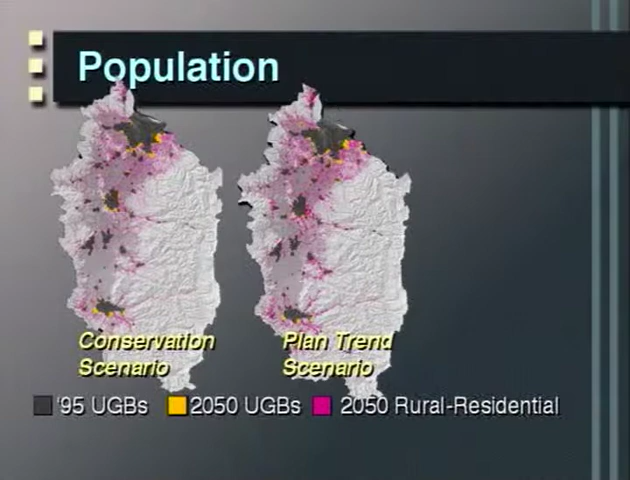 Population
Conservation
Scenario
Plan Trend
Scenario
'95 UGBs
2050 UGBs
2050 Rural-Residential